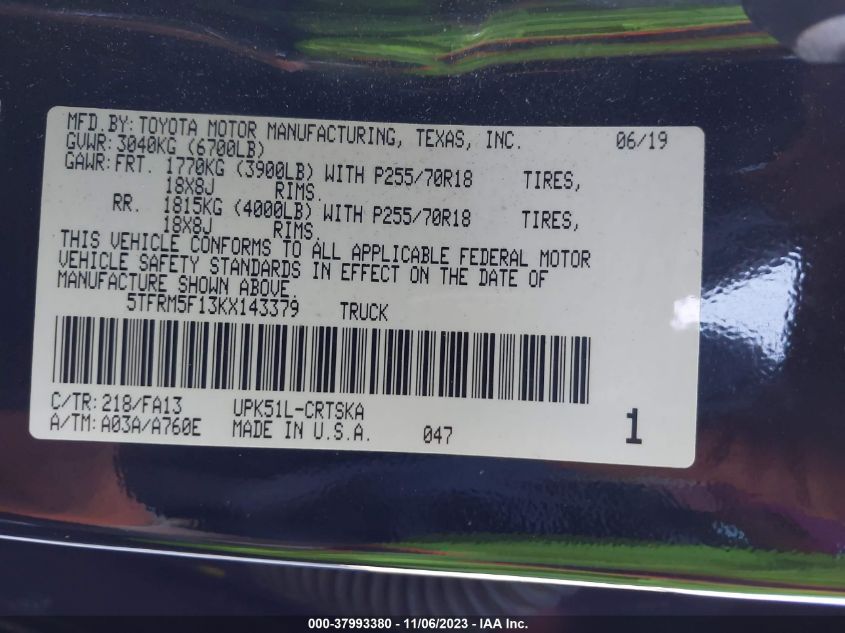 MFD.BY:TOYOTA MOTOR MANUFACTURING, TEXAS, INC. 06/19
GVWR:3040KG (6700LB)
GAWR:FRT. 1770KG (3900LB) WITH P255/70R18 TIRES,
18X8J RIMS.
RR. 1815KG (4000LB) WITH P255/70R18 TIRES,
18X8J RIMS.
THIS VEHICLE CONFORMS TO ALL APPLICABLE FEDERAL MOTOR
VEHICLE SAFETY STANDARDS IN EFFECT ON THE DATE OF
MANUFACTURE SHOWN ABOVE.
5TFRM5F13KX143379 TRUCK
C/TR:218/FA13 UPK51L-CRTSKA
A/TM:A03A/A760E MADE IN U.S.A. 047 1
000-37993380 - 11/06/2023 - IAA Inc.